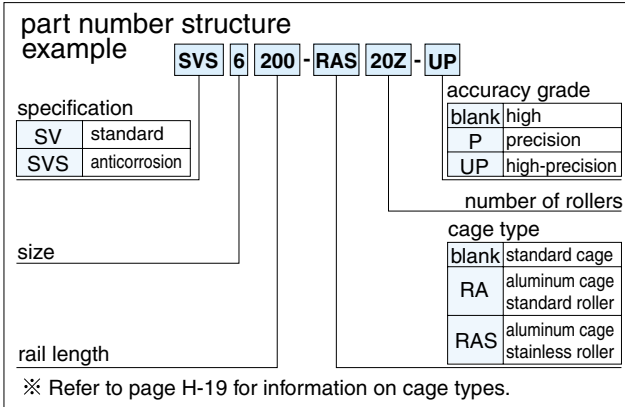 part number structure
example
SVS 6 200 - RAS 20Z - UP
specification
SV standard
SVS anticorrosion
size
rail length
accuracy grade
blank high
P precision
UP high-precision
number of rollers
cage type
blank standard cage
RA aluminum cage
standard roller
RAS aluminum cage
stainless roller
※ Refer to page H-19 for information on cage types.